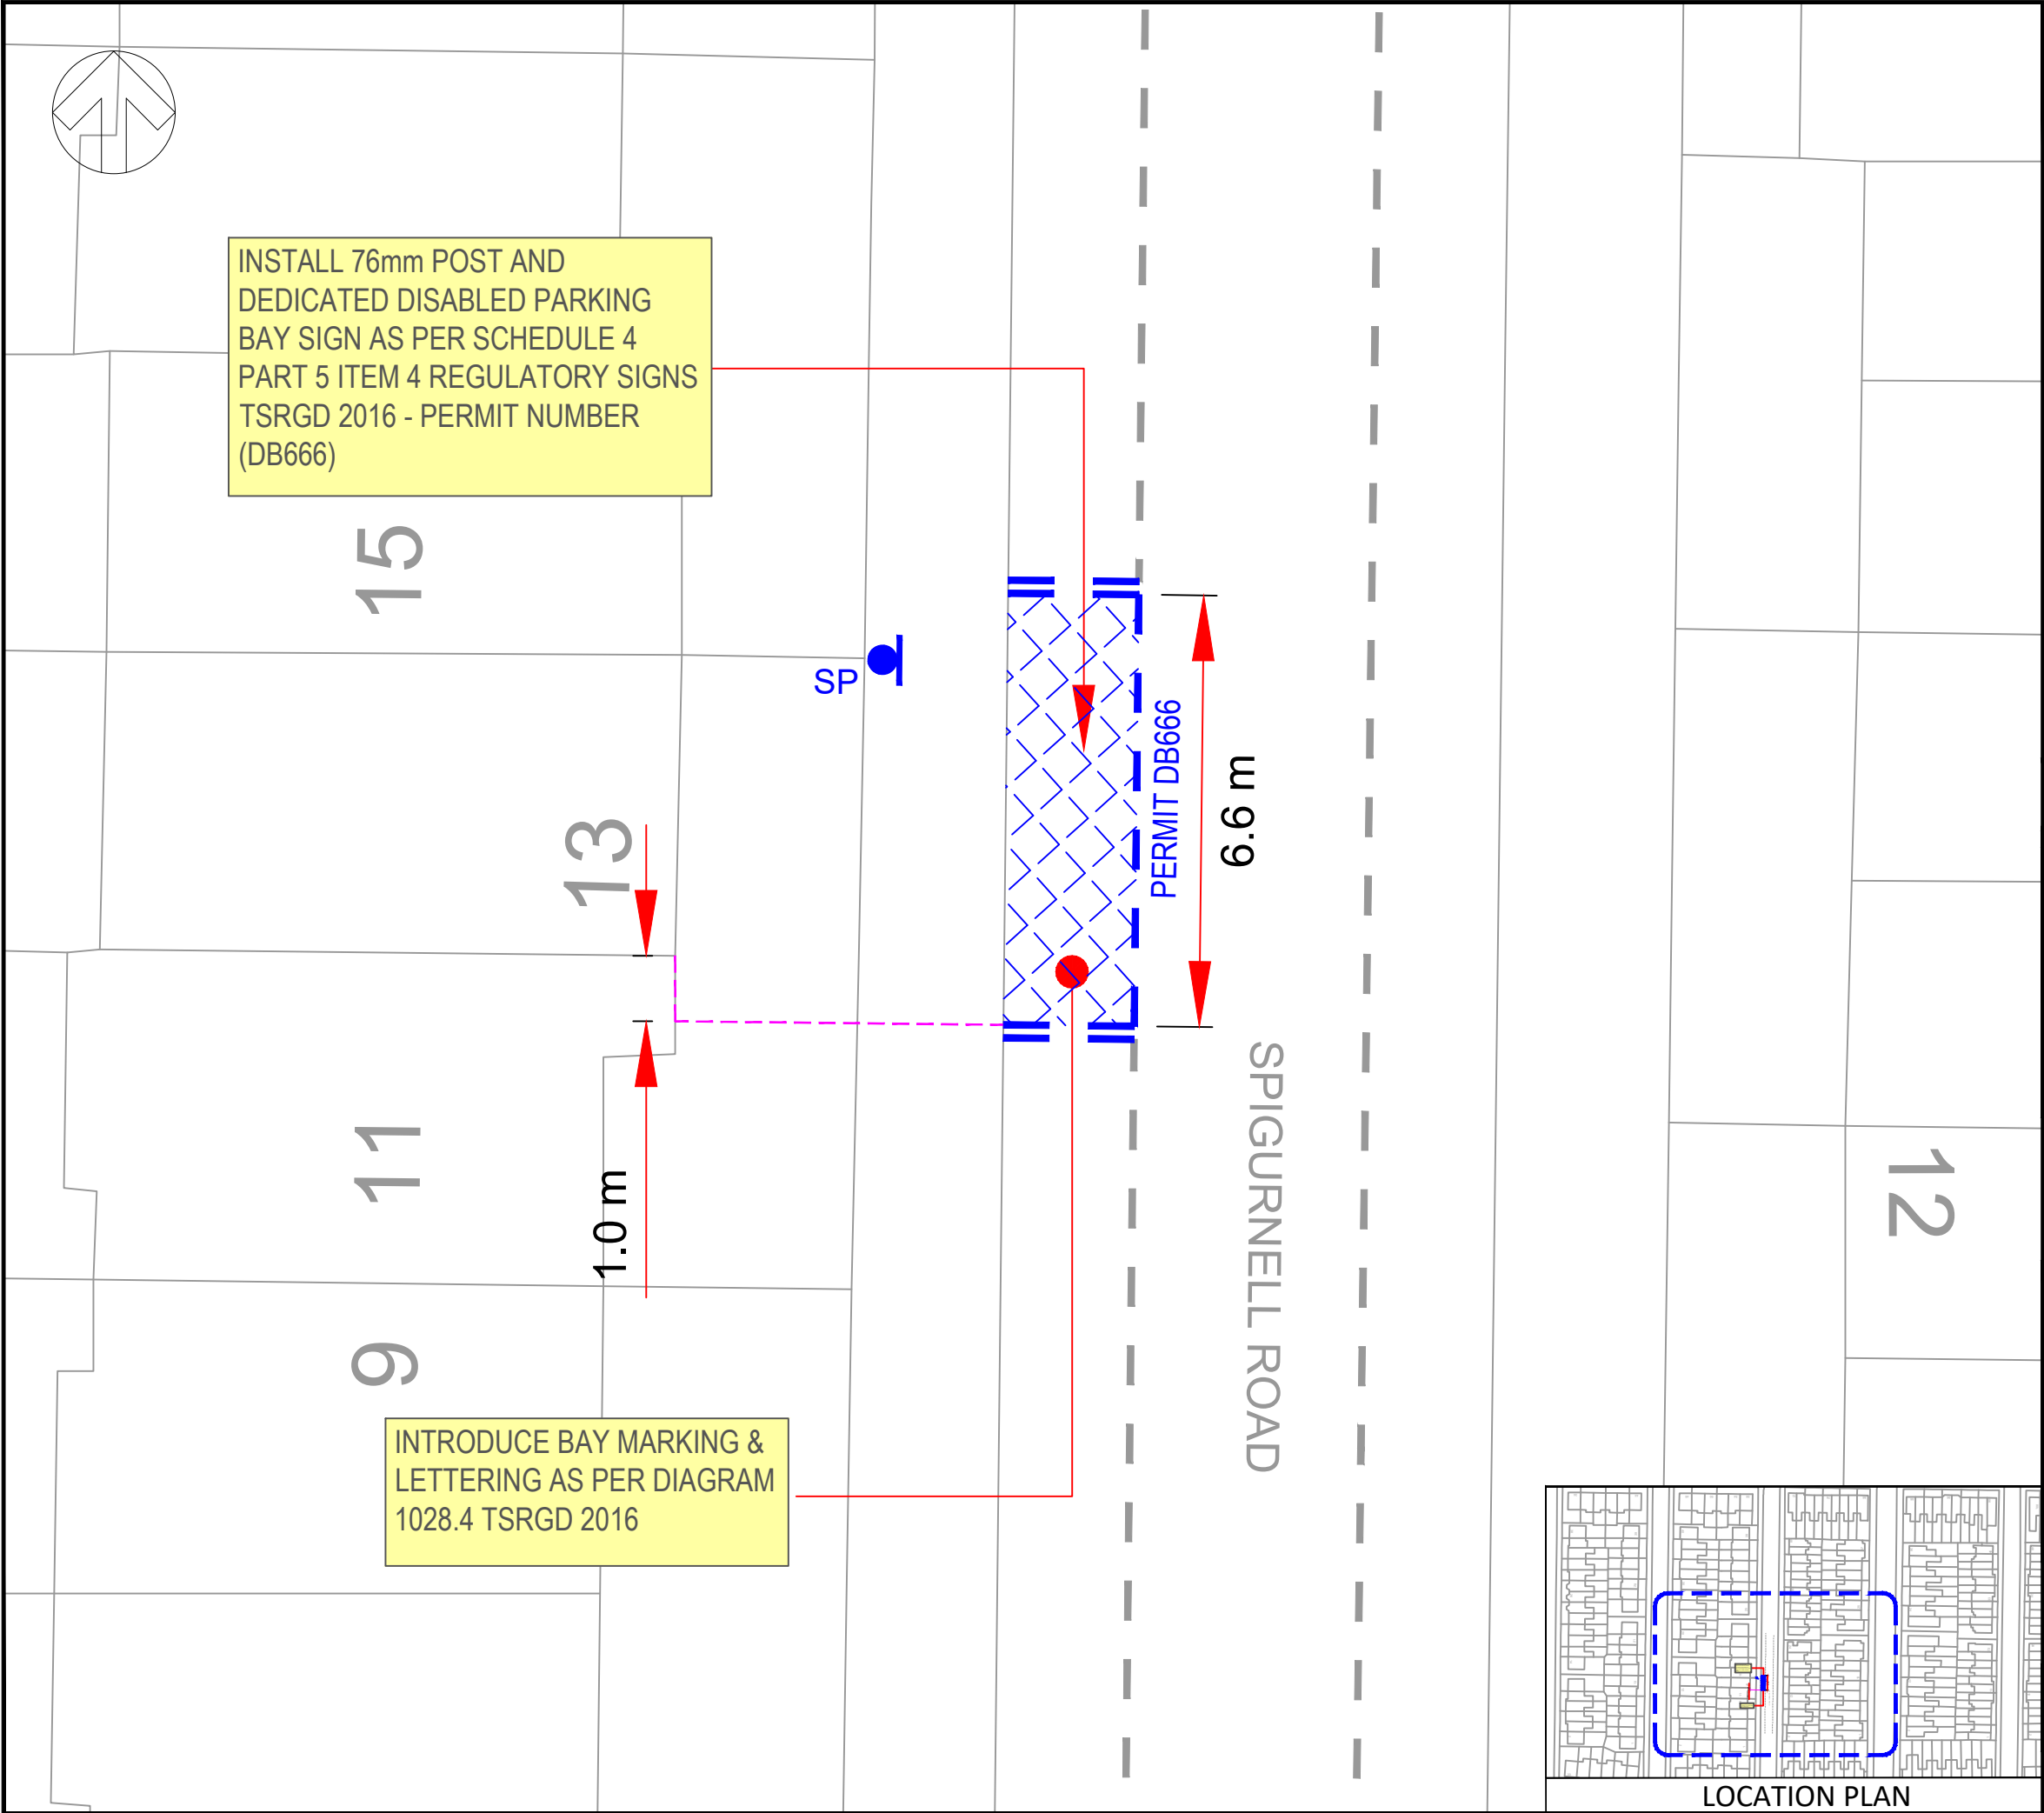 INSTALL 76mm POST AND
DEDICATED DISABLED PARKING
BAY SIGN AS PER SCHEDULE 4
PART 5 ITEM 4 REGULATORY SIGNS
TSRGD 2016 - PERMIT NUMBER
(DB666)
15
SP
PERMIT DB666
6.6 m
13
11
1.0 m
SPIGURNELL ROAD
12
9
INTRODUCE BAY MARKING &
LETTERING AS PER DIAGRAM
1028.4 TSRGD 2016
LOCATION PLAN